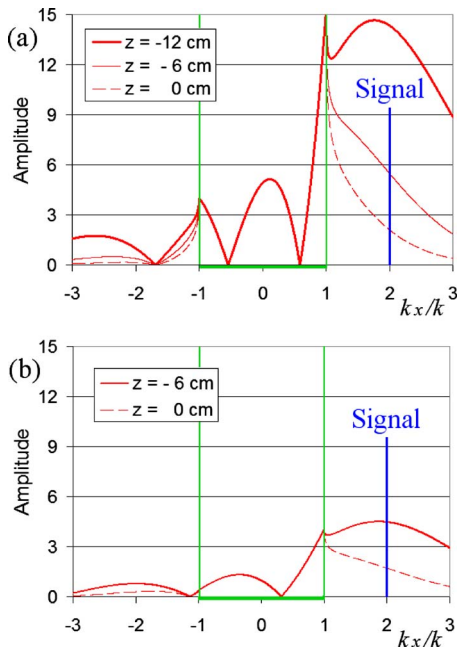 (a)
15
12
9
6
3
0
Amplitude
z = -12 cm
z = - 6 cm
z = 0 cm
Signal
-3 -2 -1 0 1 2 3
kx/k
(b)
15
12
9
6
3
0
Amplitude
z = - 6 cm
z = 0 cm
Signal
-3 -2 -1 0 1 2 3
kx/k